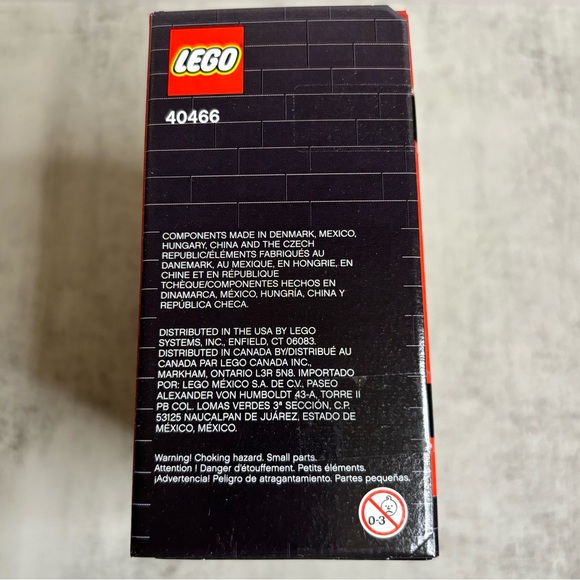 LEGO
40466
COMPONENTS MADE IN DENMARK, MEXICO,
HUNGARY, CHINA AND THE CZECH
REPUBLIC/ÉLÉMENTS FABRIQUÉS AU
DANEMARK, AU MEXIQUE, EN HONGRIE, EN
CHINE ET EN RÉPUBLIQUE
TCHÈQUE/COMPONENTES HECHOS EN
DINAMARCA, MÉXICO, HUNGRÍA, CHINA Y
REPÚBLICA CHECA.
DISTRIBUTED IN THE USA BY LEGO
SYSTEMS, INC., ENFIELD, CT 06083.
DISTRIBUTED IN CANADA BY/DISTRIBUÉ AU
CANADA PAR LEGO CANADA INC.,
MARKHAM, ONTARIO L3R 5N8. IMPORTADO
POR: LEGO MÉXICO S.A. DE C.V., PASEO
ALEXANDER VON HUMBOLDT 43-A, TORRE II
PB COL. LOMAS VERDES 3ª SECCIÓN, C.P.
53125 NAUCALPAN DE JUÁREZ, ESTADO DE
MÉXICO, MÉXICO.
Warning! Choking hazard. Small parts.
Attention ! Danger d'étouffement. Petits éléments.
¡Advertencia! Peligro de atragantamiento. Partes pequeñas.
0-3